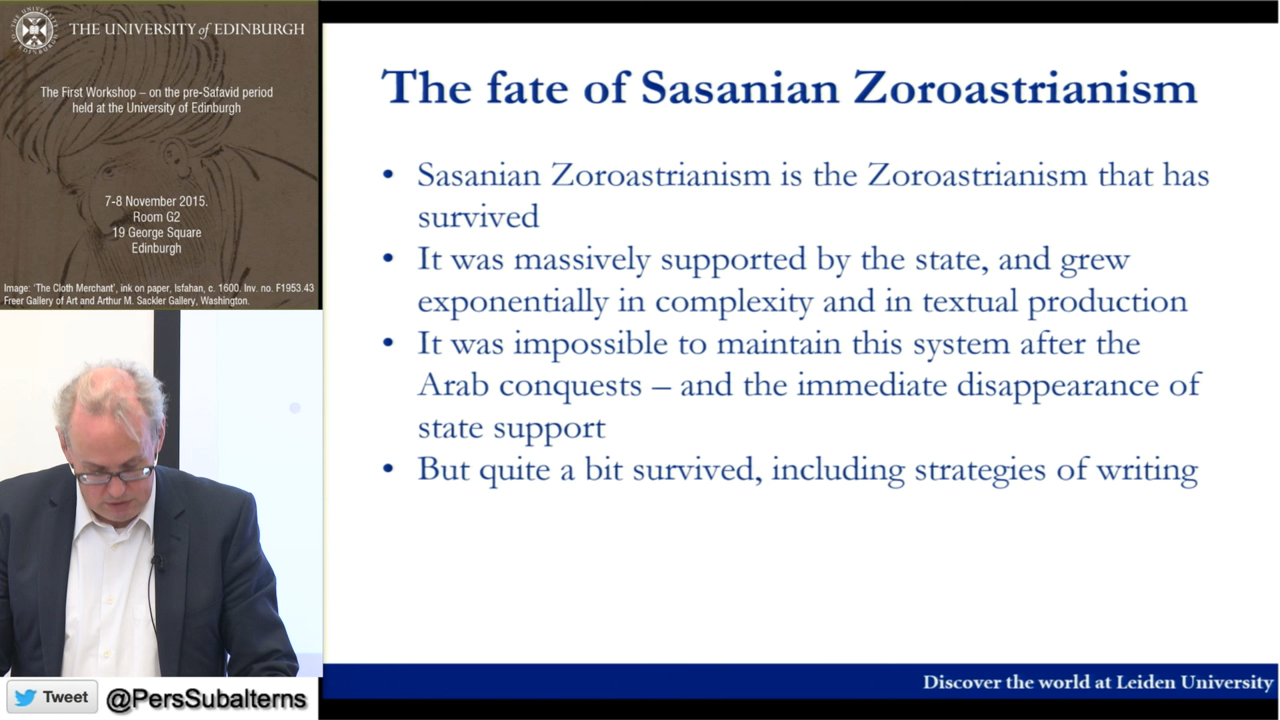 THE UNIVERSITY of EDINBURGH
The First Workshop – on the pre-Safavid period
held at the University of Edinburgh
7-8 November 2015.
Room G2
19 George Square
Edinburgh
Image: 'The Cloth Merchant', ink on paper, Isfahan, c. 1600. Inv. no. F1953.43
Freer Gallery of Art and Arthur M. Sackler Gallery, Washington.
The fate of Sasanian Zoroastrianism
• Sasanian Zoroastrianism is the Zoroastrianism that has
survived
• It was massively supported by the state, and grew
exponentially in complexity and in textual production
• It was impossible to maintain this system after the
Arab conquests – and the immediate disappearance of
state support
• But quite a bit survived, including strategies of writing
Discover the world at Leiden University
Tweet @PersSubalterns